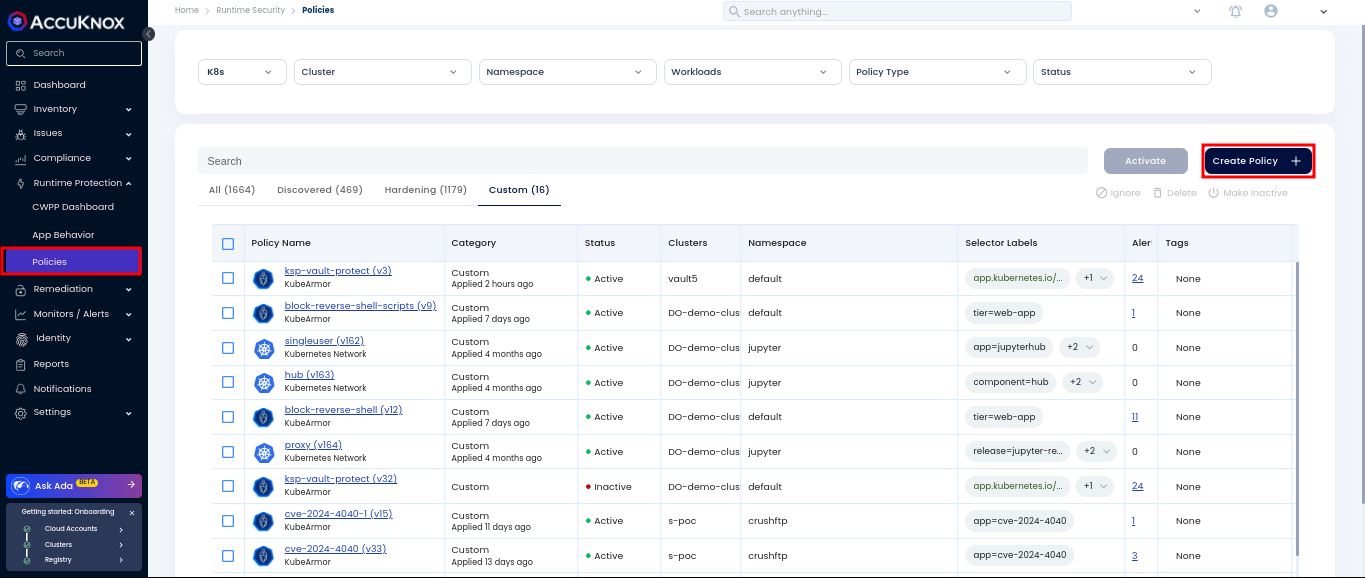 Home > Runtime Security > Policies
Search anything...
ACCUKNOX
Search
Dashboard
Inventory
Issues
Compliance
Runtime Protection
CWPP Dashboard
App Behavior
Policies
Remediation
Monitors / Alerts
Identity
Reports
Notifications
Settings
Ask Ada BETA
Getting started: Onboarding ×
Cloud Accounts
Clusters
Registry
K8s Cluster Namespace Workloads Policy Type Status
Search Activate Create Policy +
All (1664) Discovered (469) Hardening (1179) Custom (16)
Ignore Delete Make Inactive
Policy Name Category Status Clusters Namespace Selector Labels Aler Tags
ksp-vault-protect (v3) Custom Active vault5 default app.kubernetes.io/... +1 24 None
KubeArmor Applied 2 hours ago
block-reverse-shell-scripts (v9) Custom Active DO-demo-clus default tier=web-app 1 None
KubeArmor Applied 7 days ago
singleuser (v162) Custom Active DO-demo-clus jupyter app=jupyterhub +2 0 None
Kubernetes Network Applied 4 months ago
hub (v163) Custom Active DO-demo-clus jupyter component=hub +2 0 None
Kubernetes Network Applied 4 months ago
block-reverse-shell (v12) Custom Active DO-demo-clus default tier=web-app 11 None
KubeArmor Applied 7 days ago
proxy (v164) Custom Active DO-demo-clus jupyter release=jupyter-re... +2 0 None
Kubernetes Network Applied 4 months ago
ksp-vault-protect (v32) Custom Inactive DO-demo-clus default app.kubernetes.io/... +1 24 None
KubeArmor
cve-2024-4040-1 (v15) Custom Active s-poc crushftp app=cve-2024-4040 1 None
KubeArmor Applied 11 days ago
cve-2024-4040 (v33) Custom Active s-poc crushftp app=cve-2024-4040 3 None
KubeArmor Applied 13 days ago